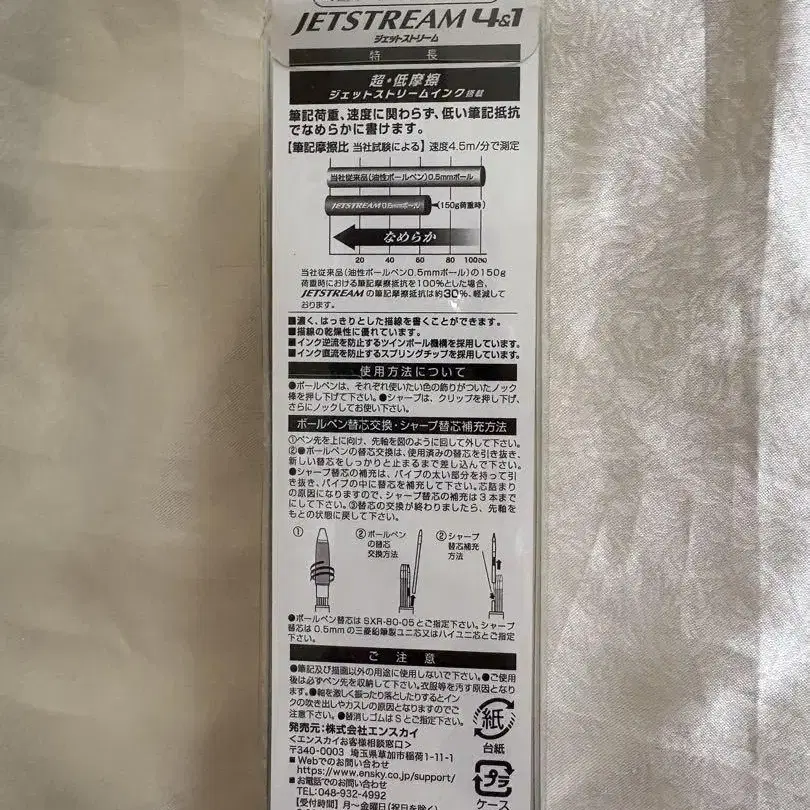 JETSTREAM 4&1
ジェットストリーム
特長
超・低摩擦
ジェットストリームインク搭載
筆記荷重、速度に関わらず、低い筆記抵抗
でなめらかに書けます。
【筆記摩擦比 当社試験による】速度4.5m/分で測定
当社従来品(油性ボールペン)0.5mmボール
JETSTREAM0.5mmボール (150g荷重時)
なめらか
20 40 60 80 100(%)
当社従来品(油性ボールペン0.5mmボール)の150g
荷重時における筆記摩擦抵抗を100%とした場合、
JETSTREAMの筆記摩擦抵抗は約30%、軽減して
おります。
■濃く、はっきりとした描線を書くことができます。
■描線の乾燥性に優れています。
■インク逆流を防止するツインボール機構を採用しています。
■インク直流を防止するスプリングチップを採用しています。
使用方法について
●ボールペンは、それぞれ使いたい色の飾りがついたノック
棒を押し下げて下さい。●シャープは、クリップを押し下げ、
さらにノックしてお使い下さい。
ボールペン替芯交換・シャープ替芯補充方法
①ペン先を上に向け、先軸を図のように回して外して下さい。
②●ボールペンの替芯交換は、使用済みの替芯を引き抜き、
新しい替芯をしっかりと止まるまで差し込んで下さい。
●シャープ替芯の補充は、パイプの太い部分を持って引
き抜き、パイプの中に替芯を補充して下さい。芯詰まり
の原因になりますので、シャープ替芯の補充は3本まで
にして下さい。③替芯の交換が終わりましたら、先軸を
もとの状態に戻して下さい。
①
②ボールペン
の替芯
交換方法
②シャープ
替芯補充
方法
●ボールペン替芯は SXR-80-05とご指定下さい。シャープ
替芯は0.5mmの三菱鉛筆製ユニ芯又はハイユニ芯とご指定
下さい。
ご注意
●筆記及び描画以外の用途に使用しないで下さい。●ご使用
後は必ずペン先を収納して下さい。衣服等を汚す原因となり
ます。●軸を激しく振ったり落としたりするとイン
クの吹き出しやカスレの原因となりますのでご
注意下さい。●替消しゴムはSとご指定下さい。
発売元:株式会社エンスカイ
<エンスカイお客様相談窓口>
〒340-0003 埼玉県草加市稲荷1-11-1
■Webでのお問い合わせ
https://www.ensky.co.jp/support/
■お電話でのお問い合わせ
TEL:048-932-4992
【受付時間】月~金曜日(祝日を除く)
紙
台紙
プラ
ケース